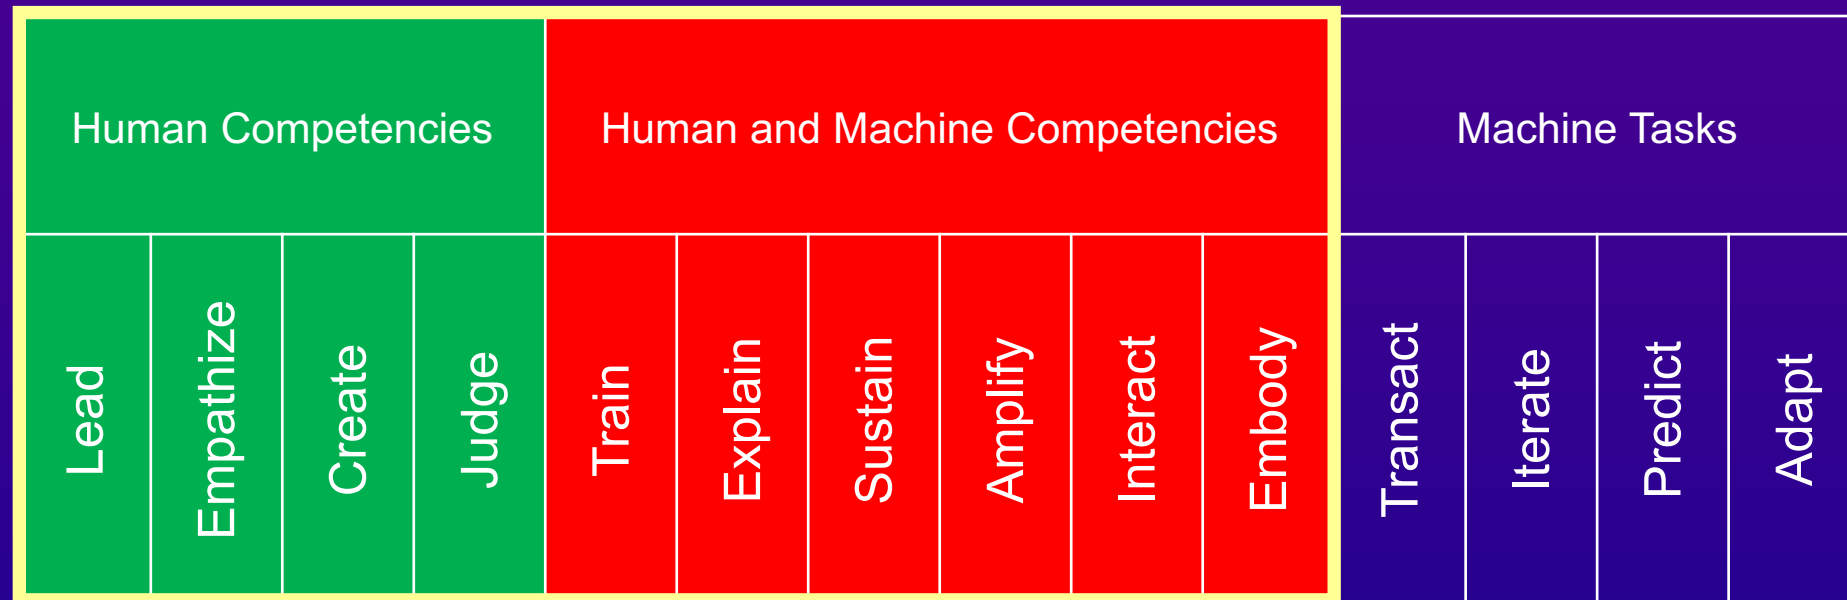 Human Competencies
Human and Machine Competencies
Machine Tasks
Lead
Empathize
Create
Judge
Train
Explain
Sustain
Amplify
Interact
Embody
Transact
Iterate
Predict
Adapt